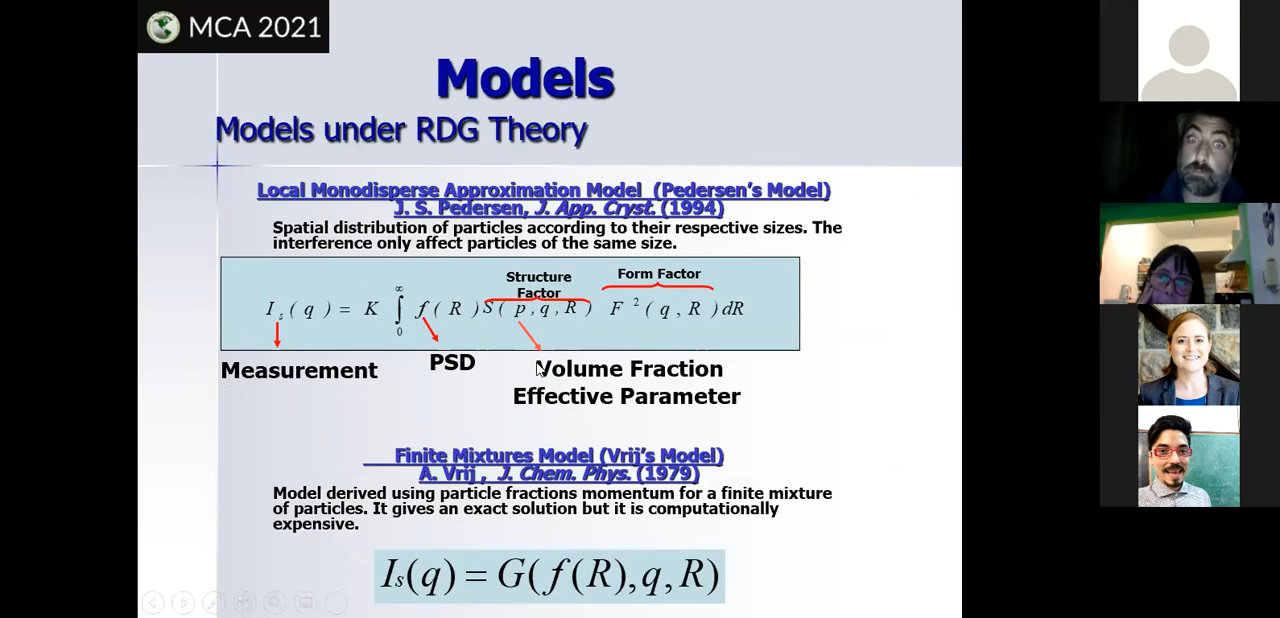 MCA 2021
Models
Models under RDG Theory
Local Monodisperse Approximation Model (Pedersen's Model)
J. S. Pedersen, J. App. Cryst. (1994)
Spatial distribution of particles according to their respective sizes. The
interference only affect particles of the same size.
Structure
Factor
Form Factor
I_s (q) = K ∫_0^∞ f (R) S(p,q,R) F^2 (q,R) dR
Measurement
PSD
Volume Fraction
Effective Parameter
Finite Mixtures Model (Vrij's Model)
A. Vrij , J. Chem. Phys. (1979)
Model derived using particle fractions momentum for a finite mixture
of particles. It gives an exact solution but it is computationally
expensive.
I_s(q) = G(f(R),q,R)